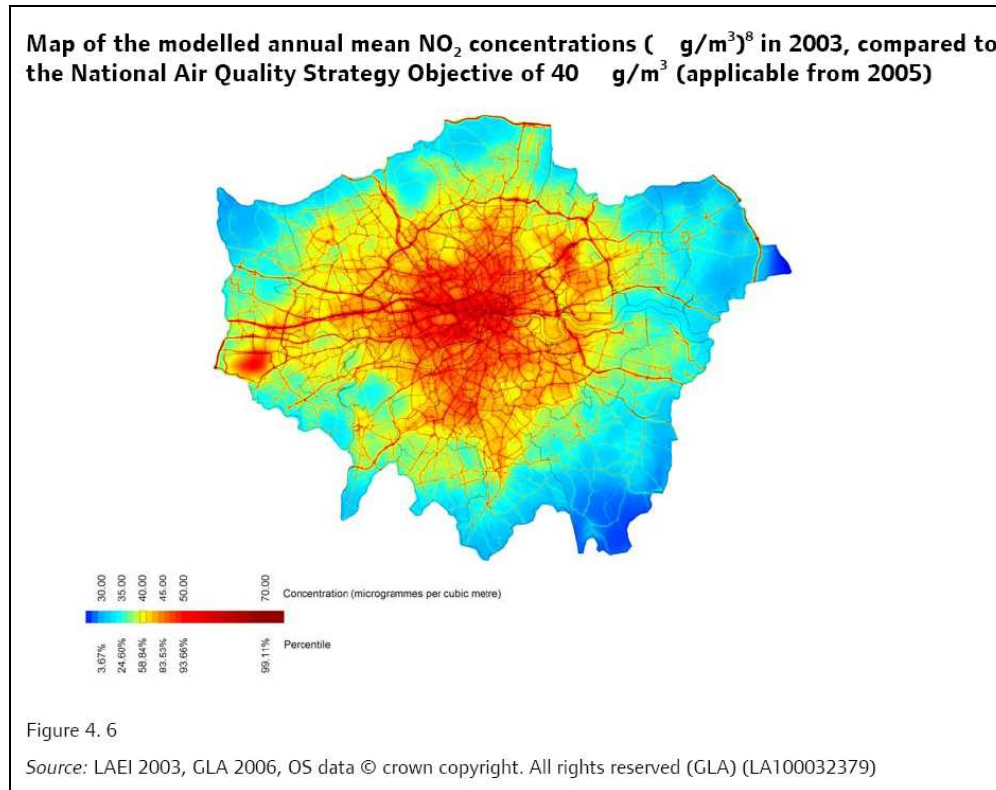 Map of the modelled annual mean NO₂ concentrations ( g/m³)⁸ in 2003, compared to
the National Air Quality Strategy Objective of 40 g/m³ (applicable from 2005)
30.00 35.00 40.00 45.00 50.00 70.00 Concentration (microgrammes per cubic metre)
3.67% 24.60% 58.84% 83.53% 93.66% 99.11% Percentile
Figure 4. 6
Source: LAEI 2003, GLA 2006, OS data © crown copyright. All rights reserved (GLA) (LA100032379)